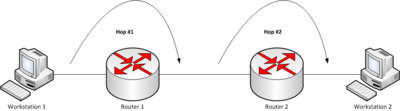 Hop #1
Hop #2
Workstation 1
Router 1
Router 2
Workstation 2